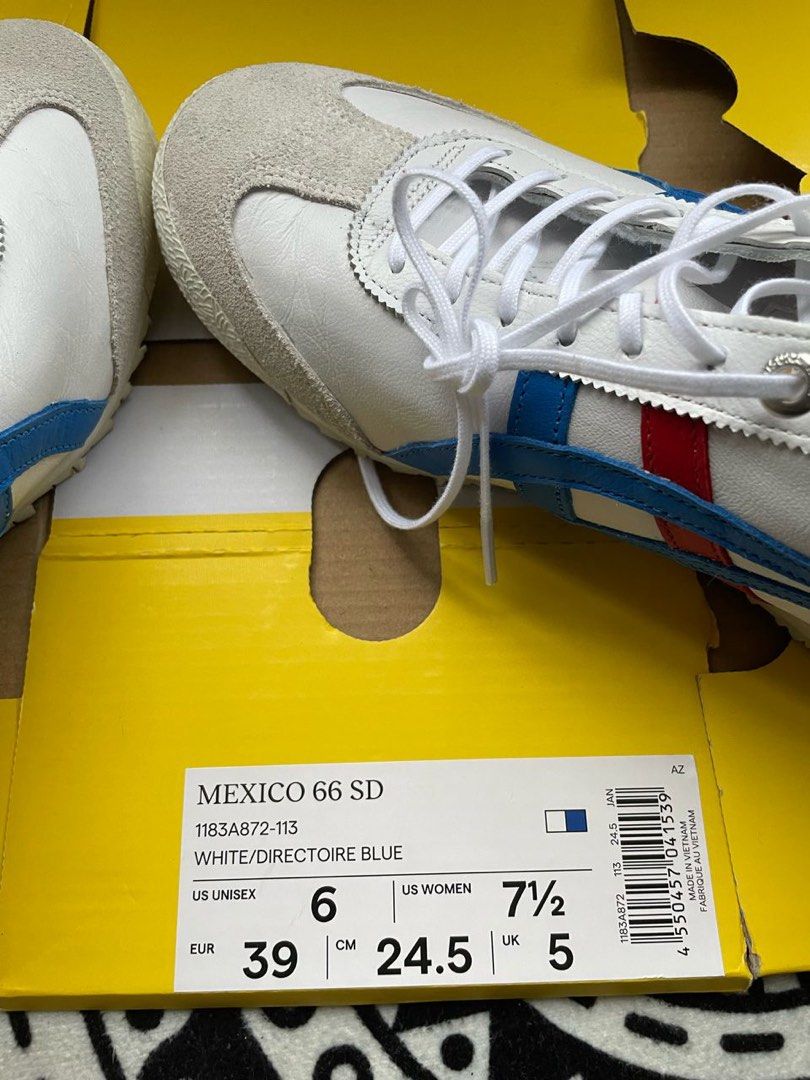 MEXICO 66 SD
1183A872-113
WHITE/DIRECTOIRE BLUE
US UNISEX 6 US WOMEN 7½
EUR 39 CM 24.5 UK 5
AZ
1183A872 113 24.5 JAN
4 550457 041539
MADE IN VIETNAM
FABRIQUE AU VIETNAM